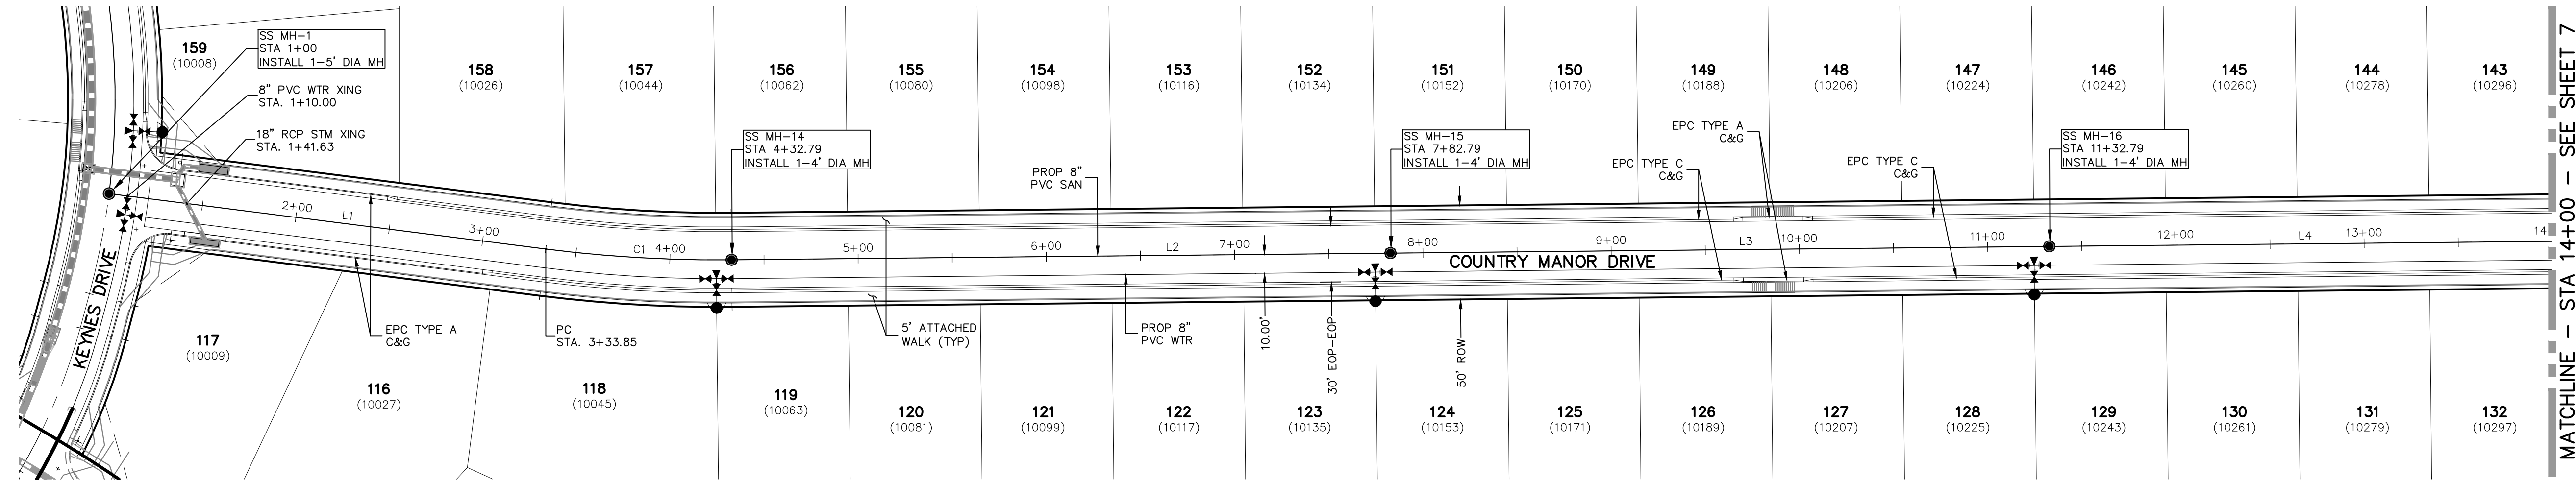 159
(10008)
SS MH-1
STA 1+00
INSTALL 1-5' DIA MH
8" PVC WTR XING
STA. 1+10.00
18" RCP STM XING
STA. 1+41.63
158
(10026)
157
(10044)
156
(10062)
155
(10080)
154
(10098)
153
(10116)
152
(10134)
151
(10152)
150
(10170)
149
(10188)
148
(10206)
147
(10224)
146
(10242)
145
(10260)
144
(10278)
143
(10296)
SS MH-14
STA 4+32.79
INSTALL 1-4' DIA MH
PROP 8"
PVC SAN
SS MH-15
STA 7+82.79
INSTALL 1-4' DIA MH
EPC TYPE C
C&G
EPC TYPE A
C&G
EPC TYPE C
C&G
SS MH-16
STA 11+32.79
INSTALL 1-4' DIA MH
2+00
L1
3+00
C1
4+00
5+00
6+00
L2
7+00
8+00
9+00
L3
10+00
11+00
12+00
L4
13+00
14
COUNTRY MANOR DRIVE
KEYNES DRIVE
EPC TYPE A
C&G
PC
STA. 3+33.85
5' ATTACHED
WALK (TYP)
PROP 8"
PVC WTR
10.00'
30' EOP-EOP
50' ROW
117
(10009)
116
(10027)
118
(10045)
119
(10063)
120
(10081)
121
(10099)
122
(10117)
123
(10135)
124
(10153)
125
(10171)
126
(10189)
127
(10207)
128
(10225)
129
(10243)
130
(10261)
131
(10279)
132
(10297)
MATCHLINE - STA 14+00 - SEE SHEET 7